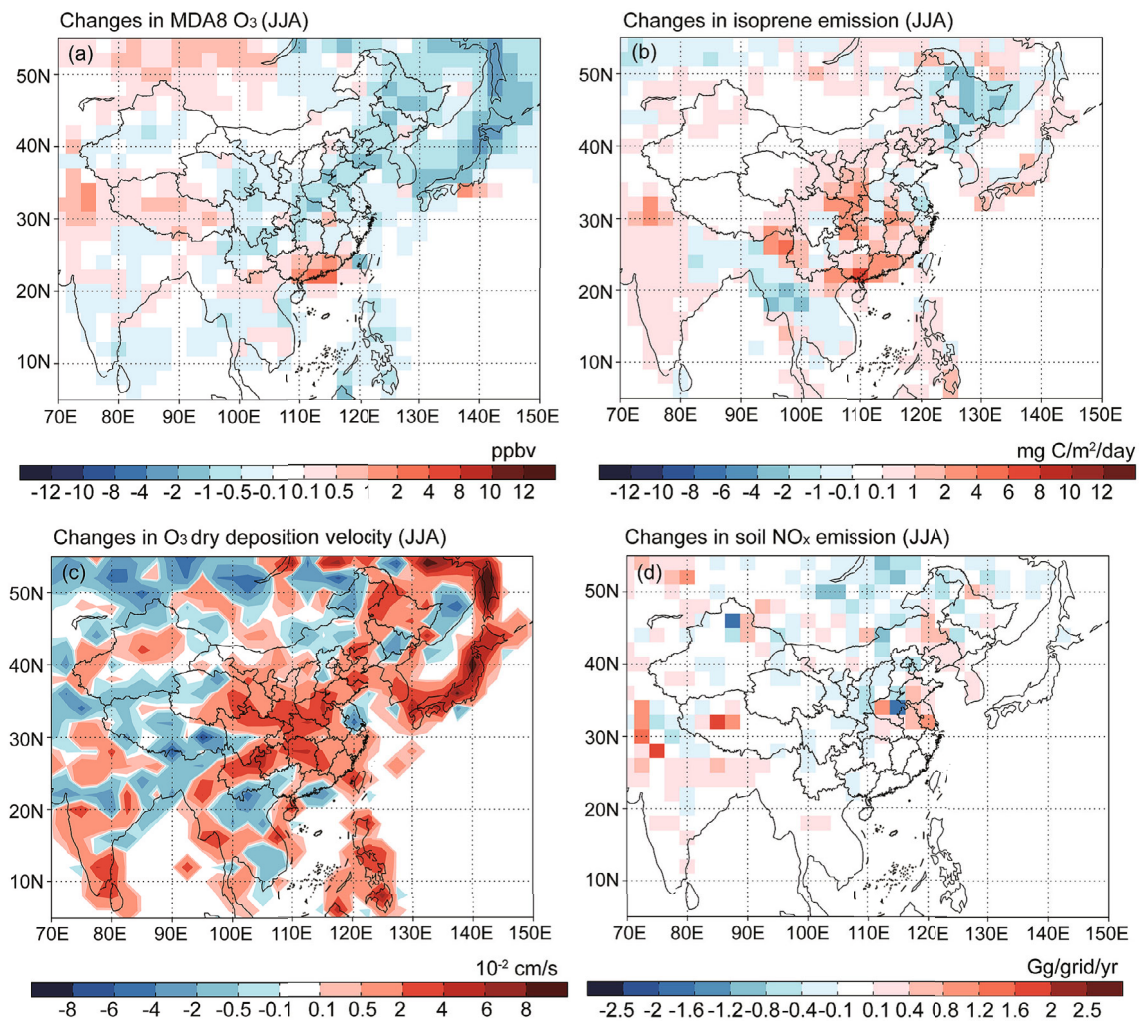 Changes in MDA8 O₃ (JJA)
(a)
50N
40N
30N
20N
10N
70E 80E 90E 100E 110E 120E 130E 140E 150E
ppbv
-12 -10 -8 -4 -2 -1 -0.5 -0.1 0.1 0.5 1 2 4 8 10 12
Changes in isoprene emission (JJA)
(b)
50N
40N
30N
20N
10N
70E 80E 90E 100E 110E 120E 130E 140E 150E
mg C/m²/day
-12 -10 -8 -6 -4 -2 -1 -0.1 0.1 1 2 4 6 8 10 12
Changes in O₃ dry deposition velocity (JJA)
(c)
50N
40N
30N
20N
10N
70E 80E 90E 100E 110E 120E 130E 140E 150E
10⁻² cm/s
-8 -6 -4 -2 -1 -0.1 0.1 1 2 4 6 8
Changes in soil NOₓ emission (JJA)
(d)
50N
40N
30N
20N
10N
70E 80E 90E 100E 110E 120E 130E 140E 150E
Gg/grid/yr
-2.5 -2 -1.6 -1.2 -0.4 -0.1 0.1 0.4 0.8 1.2 2 2.5